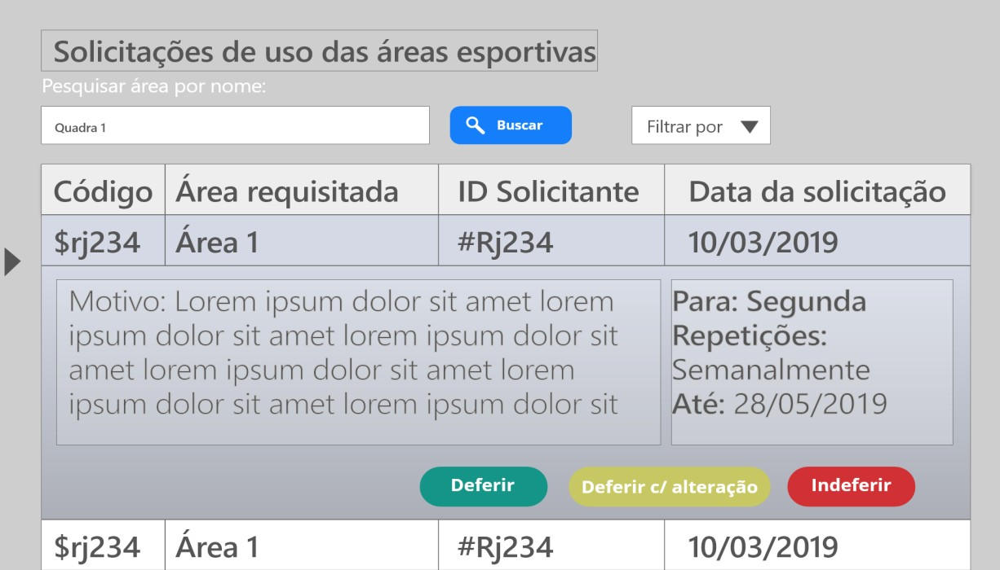 Solicitações de uso das áreas esportivas
Pesquisar área por nome:
Quadra 1
Buscar
Filtrar por
Código Área requisitada ID Solicitante Data da solicitação
$rj234 Área 1 #Rj234 10/03/2019
Motivo: Lorem ipsum dolor sit amet lorem
ipsum dolor sit amet lorem ipsum dolor sit
amet lorem ipsum dolor sit amet lorem
ipsum dolor sit amet lorem ipsum dolor sit
Para: Segunda
Repetições:
Semanalmente
Até: 28/05/2019
Deferir
Deferir c/ alteração
Indeferir
$rj234 Área 1 #Rj234 10/03/2019